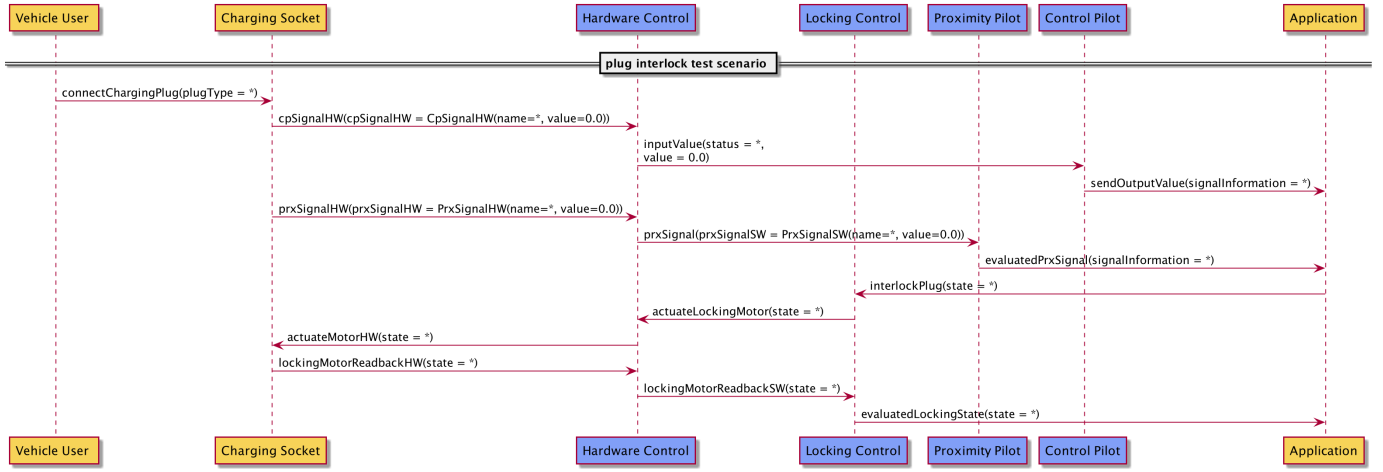 Vehicle User
Charging Socket
Hardware Control
Locking Control
Proximity Pilot
Control Pilot
Application
plug interlock test scenario
connectChargingPlug(plugType = *)
cpSignalHW(cpSignalHW = CpSignalHW(name=*, value=0.0))
inputValue(status = *,
value = 0.0)
sendOutputValue(signalInformation = *)
prxSignalHW(prxSignalHW = PrxSignalHW(name=*, value=0.0))
prxSignal(prxSignalSW = PrxSignalSW(name=*, value=0.0))
evaluatedPrxSignal(signalInformation = *)
interlockPlug(state = *)
actuateLockingMotor(state = *)
actuateMotorHW(state = *)
lockingMotorReadbackHW(state = *)
lockingMotorReadbackSW(state = *)
evaluatedLockingState(state = *)
Vehicle User
Charging Socket
Hardware Control
Locking Control
Proximity Pilot
Control Pilot
Application